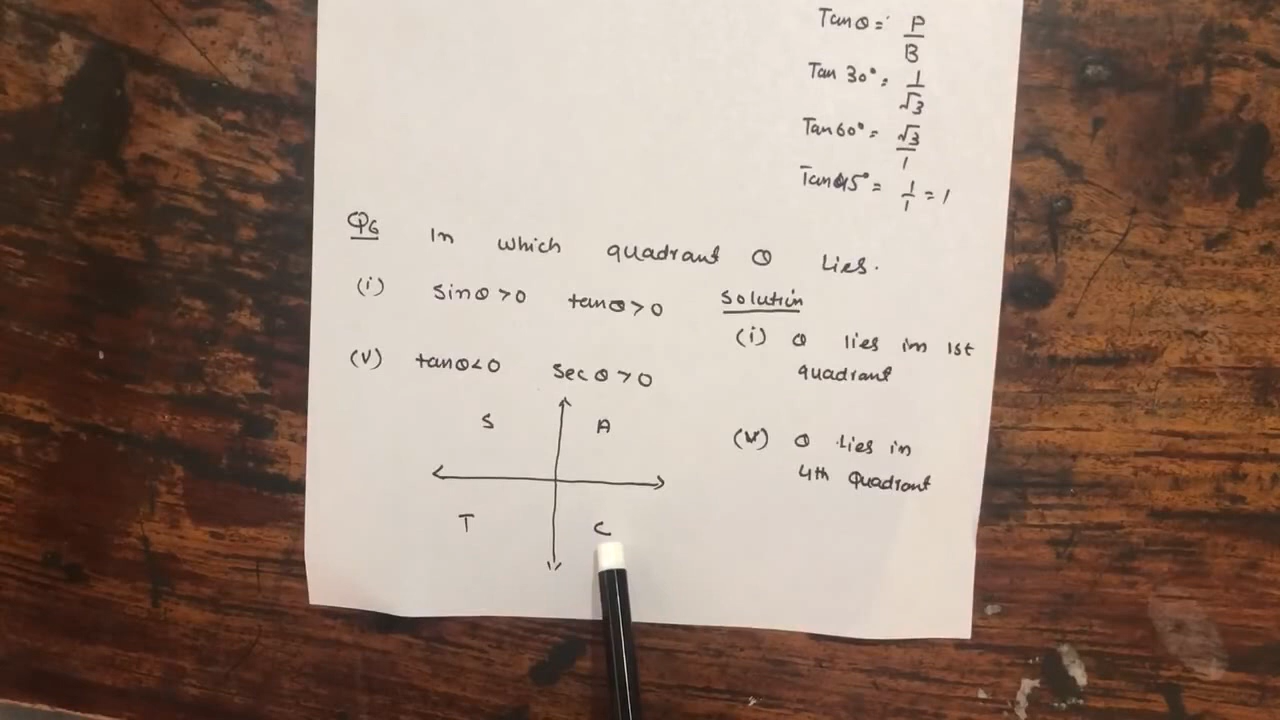 Tanθ = P/B
Tan 30° = 1/√3
Tan 60° = √3/1
Tan 45° = 1/1 = 1
Q6 In which quadrant θ lies.
(i) sinθ > 0 tanθ > 0
(V) tanθ < 0 Sec θ > 0
S A
T C
Solution
(i) θ lies in 1st
quadrant
(V) θ lies in
4th Quadrant